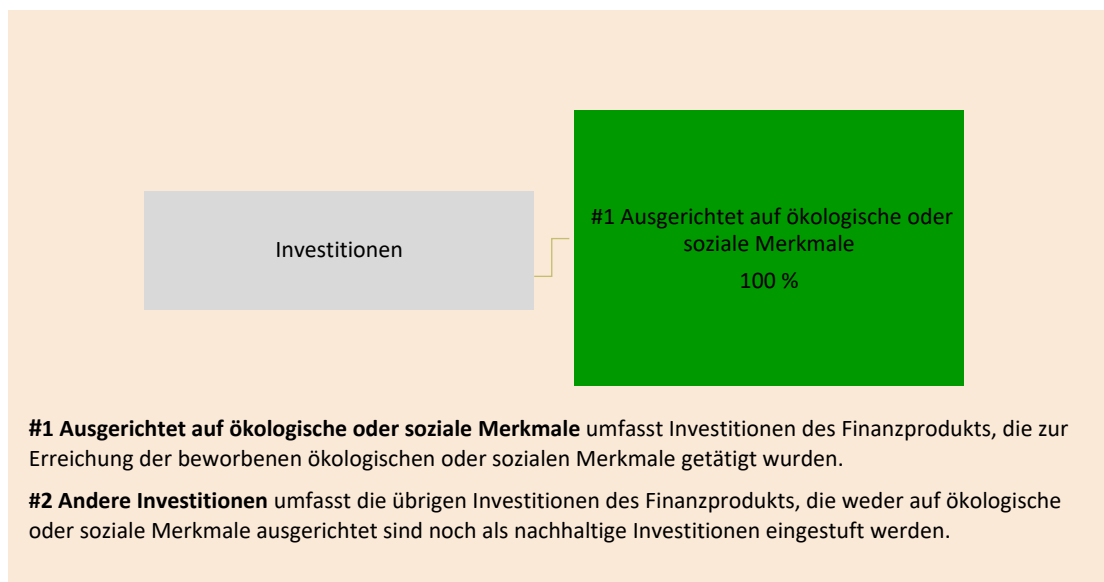 Investitionen
#1 Ausgerichtet auf ökologische oder
soziale Merkmale
100 %
#1 Ausgerichtet auf ökologische oder soziale Merkmale umfasst Investitionen des Finanzprodukts, die zur
Erreichung der beworbenen ökologischen oder sozialen Merkmale getätigt wurden.
#2 Andere Investitionen umfasst die übrigen Investitionen des Finanzprodukts, die weder auf ökologische
oder soziale Merkmale ausgerichtet sind noch als nachhaltige Investitionen eingestuft werden.